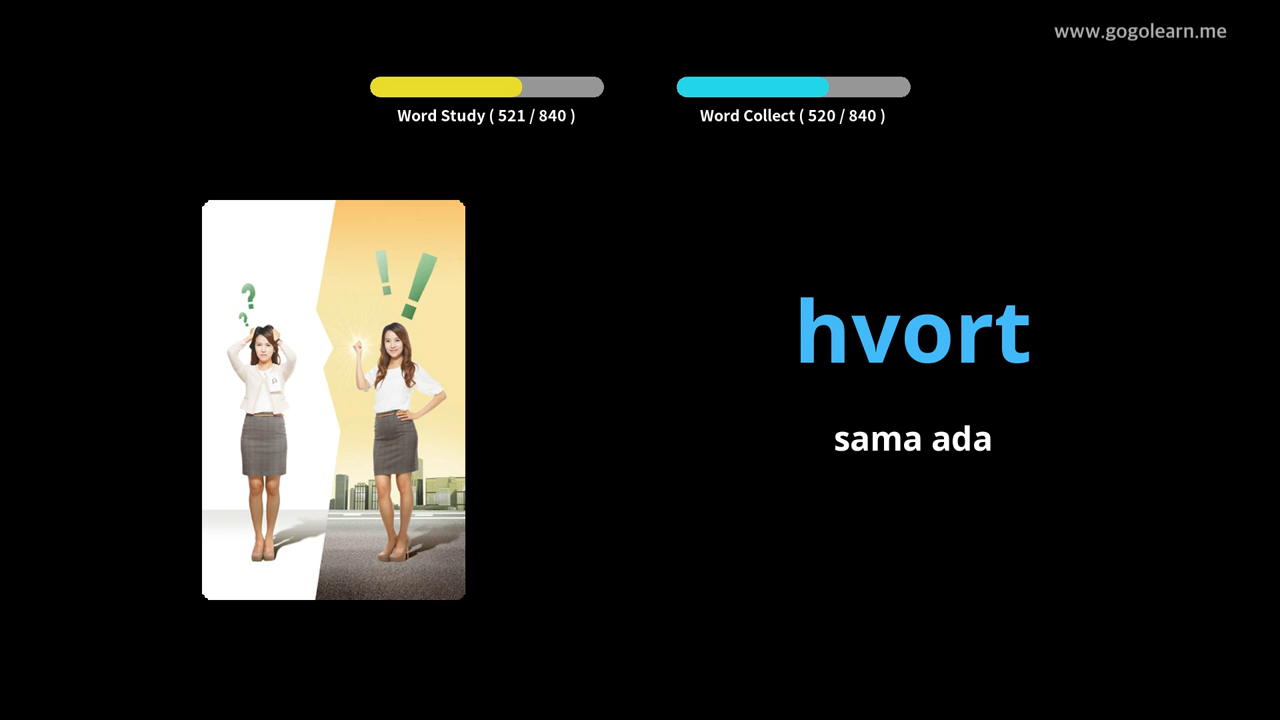 www.gogolearn.me
Word Study ( 521 / 840 )
Word Collect ( 520 / 840 )
? ?
! !
hvort
sama ada